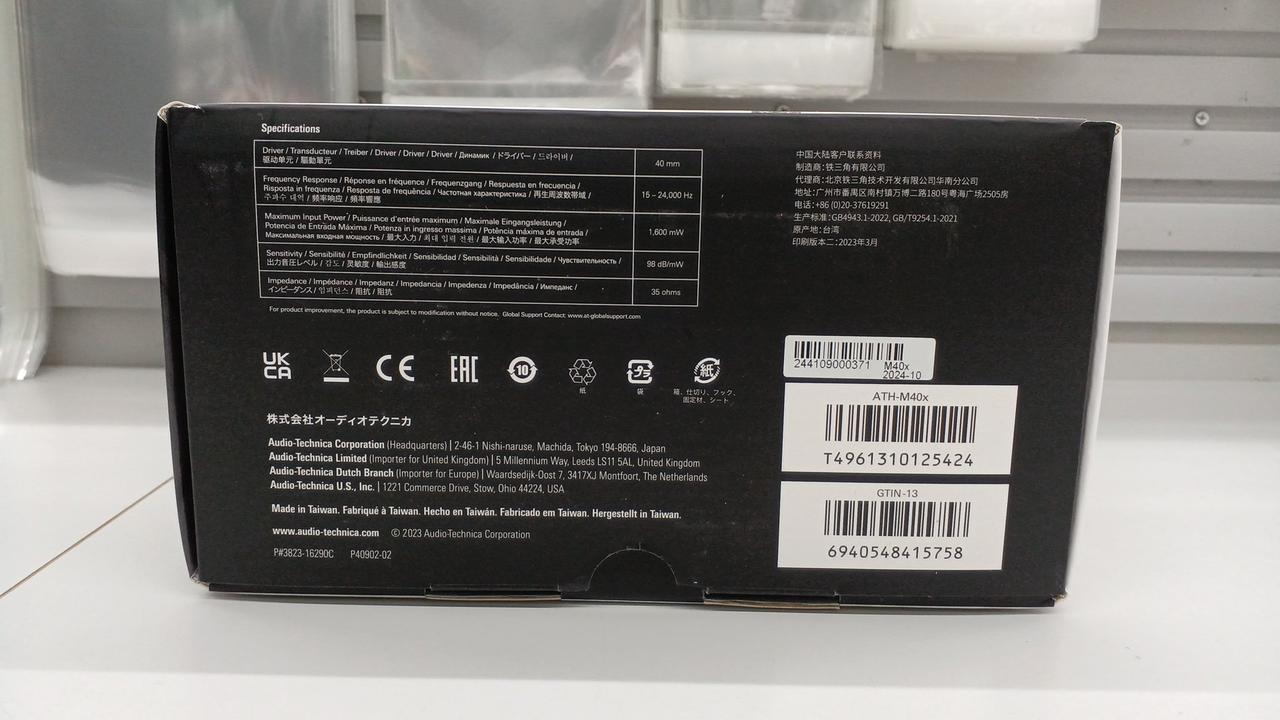 Specifications
Driver / Transducteur / Treiber / Driver / Driver / Driver / Динамик / ドライバー / 드라이버 /
驱动单元 / 驅動單元
40 mm
Frequency Response / Réponse en fréquence / Frequenzgang / Respuesta en frecuencia /
Risposta in frequenza / Resposta de frequência / Частотная характеристика / 再生周波数帯域 /
주파수 대역 / 频率响应 / 頻率響應
15 – 24,000 Hz
Maximum Input Power / Puissance d'entrée maximum / Maximale Eingangsleistung /
Potencia de Entrada Máxima / Potenza in ingresso massima / Potência máxima de entrada /
Максимальная входная мощность / 最大入力 / 최대 입력 전원 / 最大输入功率 / 最大承受功率
1,600 mW
Sensitivity / Sensibilité / Empfindlichkeit / Sensibilidad / Sensibilità / Sensibilidade / Чувствительность /
出力音圧レベル / 감도 / 灵敏度 / 輸出感度
98 dB/mW
Impedance / Impédance / Impedanz / Impedancia / Impedenza / Impedância / Импеданс /
インピーダンス / 임피던스 / 阻抗 / 阻抗
35 ohms
For product improvement, the product is subject to modification without notice. Global Support Contact: www.at-globalsupport.com
中国大陆客户联系资料
制造商:铁三角有限公司
代理商:北京铁三角技术开发有限公司华南分公司
地址:广州市番禺区南村镇万博二路180号粤海广场2505房
电话:+86 (0)20-37619291
生产标准:GB4943.1-2022, GB/T9254.1-2021
原产地:台湾
印刷版本二:2023年3月
UK
CA
CE
EAC
10
紙
袋
紙
箱、仕切り、フック、
固定材、シート
244109000371 M40x
2024-10
ATH-M40x
T4961310125424
GTIN-13
6940548415758
株式会社オーディオテクニカ
Audio-Technica Corporation (Headquarters) | 2-46-1 Nishi-naruse, Machida, Tokyo 194-8666, Japan
Audio-Technica Limited (Importer for United Kingdom) | 5 Millennium Way, Leeds LS11 5AL, United Kingdom
Audio-Technica Dutch Branch (Importer for Europe) | Waardsedijk-Oost 7, 3417XJ Montfoort, The Netherlands
Audio-Technica U.S., Inc. | 1221 Commerce Drive, Stow, Ohio 44224, USA
Made in Taiwan. Fabriqué à Taiwan. Hecho en Taiwán. Fabricado em Taiwan. Hergestellt in Taiwan.
www.audio-technica.com © 2023 Audio-Technica Corporation
P#3823-16290C P40902-02